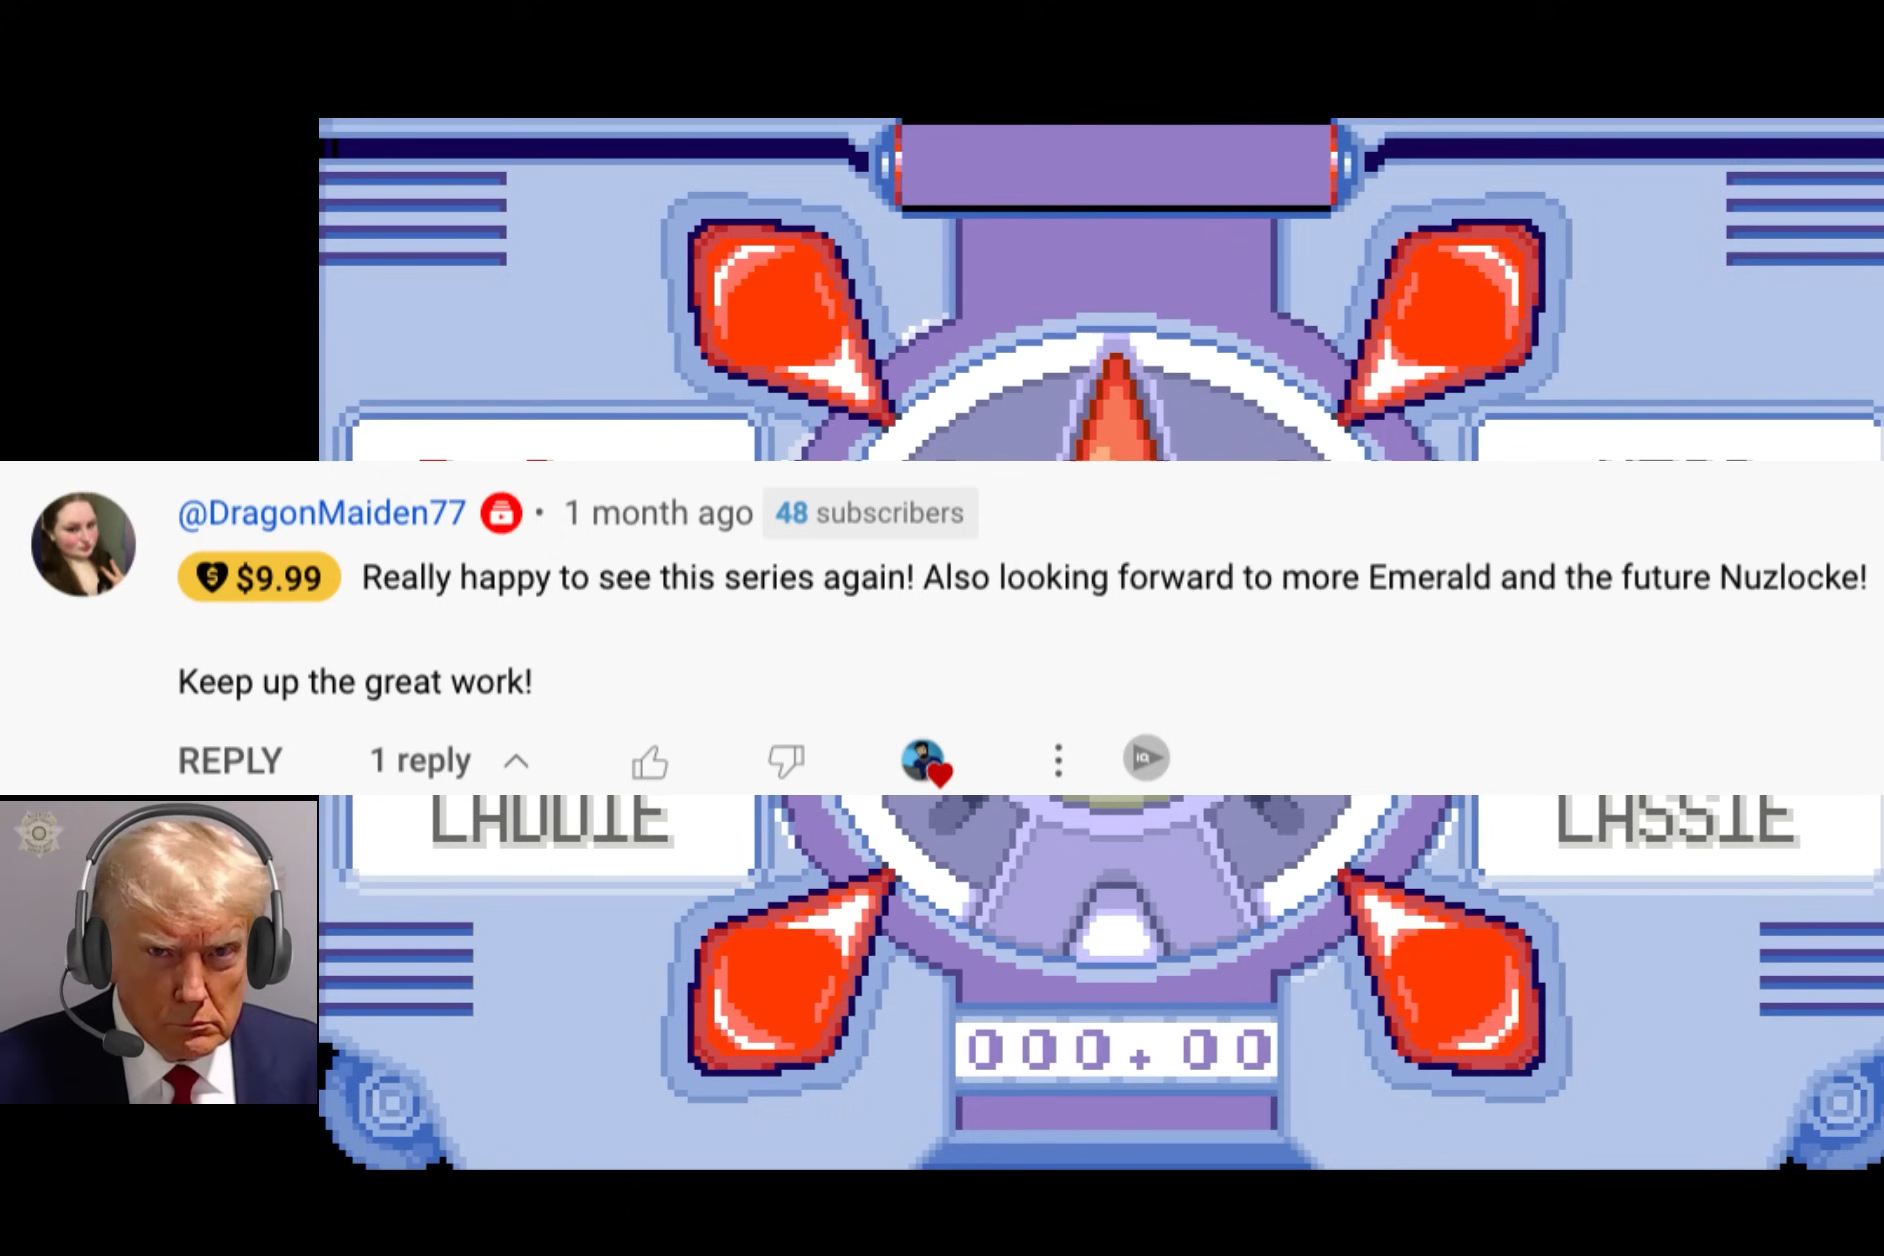 @DragonMaiden77 • 1 month ago 48 subscribers
$9.99 Really happy to see this series again! Also looking forward to more Emerald and the future Nuzlocke!
Keep up the great work!
REPLY 1 reply
IQ
LADDIE
LASSIE
000.00